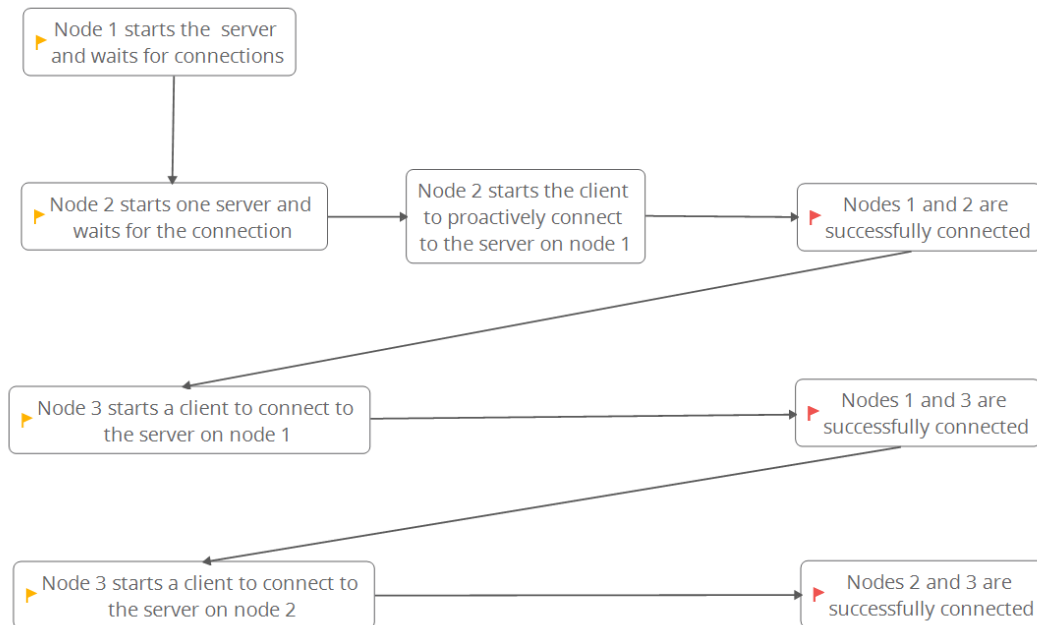 Node 1 starts the server
and waits for connections
Node 2 starts one server and
waits for the connection
Node 2 starts the client
to proactively connect
to the server on node 1
Nodes 1 and 2 are
successfully connected
Node 3 starts a client to connect to
the server on node 1
Nodes 1 and 3 are
successfully connected
Node 3 starts a client to connect to
the server on node 2
Nodes 2 and 3 are
successfully connected